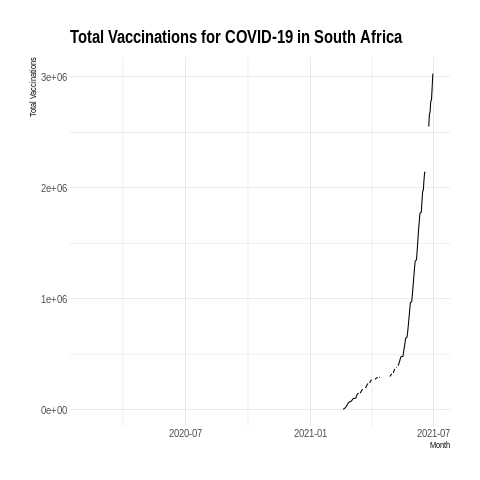 Total Vaccinations for COVID-19 in South Africa
Total Vaccinations
3e+06
2e+06
1e+06
0e+00
2020-07
2021-01
2021-07
Month